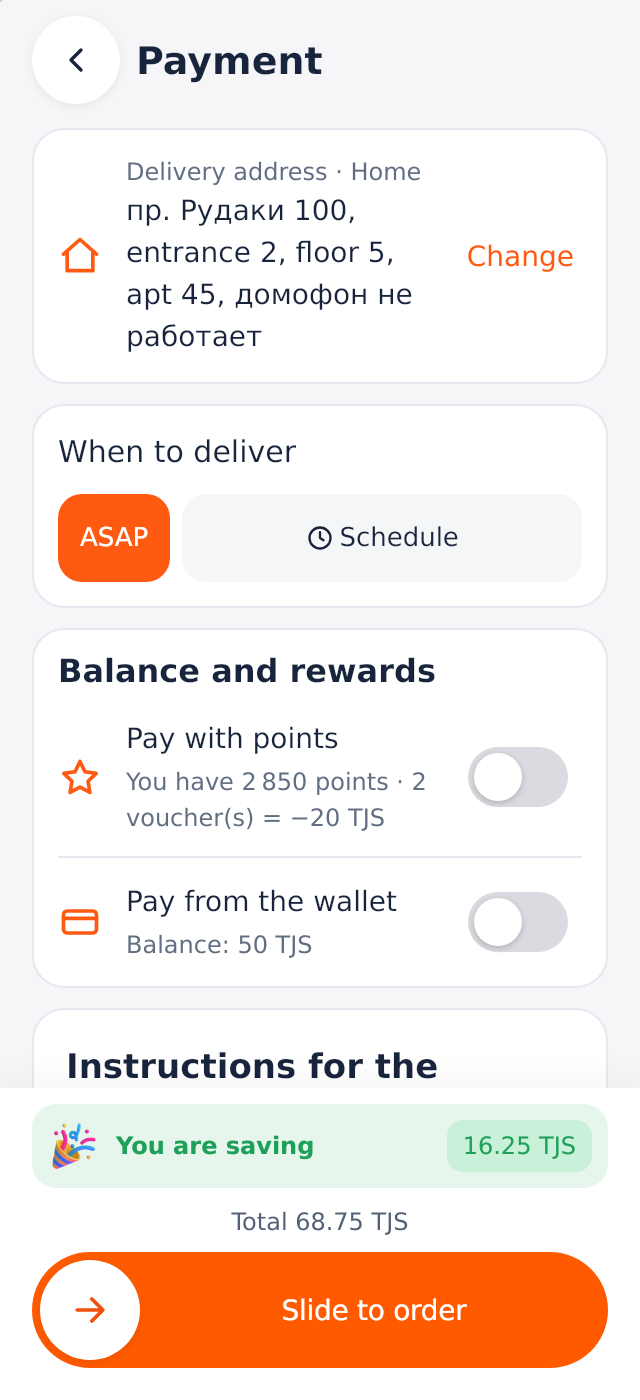 Payment
Delivery address · Home
пр. Рудаки 100,
entrance 2, floor 5,
apt 45, домофон не
работает
Change
When to deliver
ASAP
Schedule
Balance and rewards
Pay with points
You have 2 850 points · 2
voucher(s) = −20 TJS
Pay from the wallet
Balance: 50 TJS
Instructions for the
You are saving
16.25 TJS
Total 68.75 TJS
Slide to order